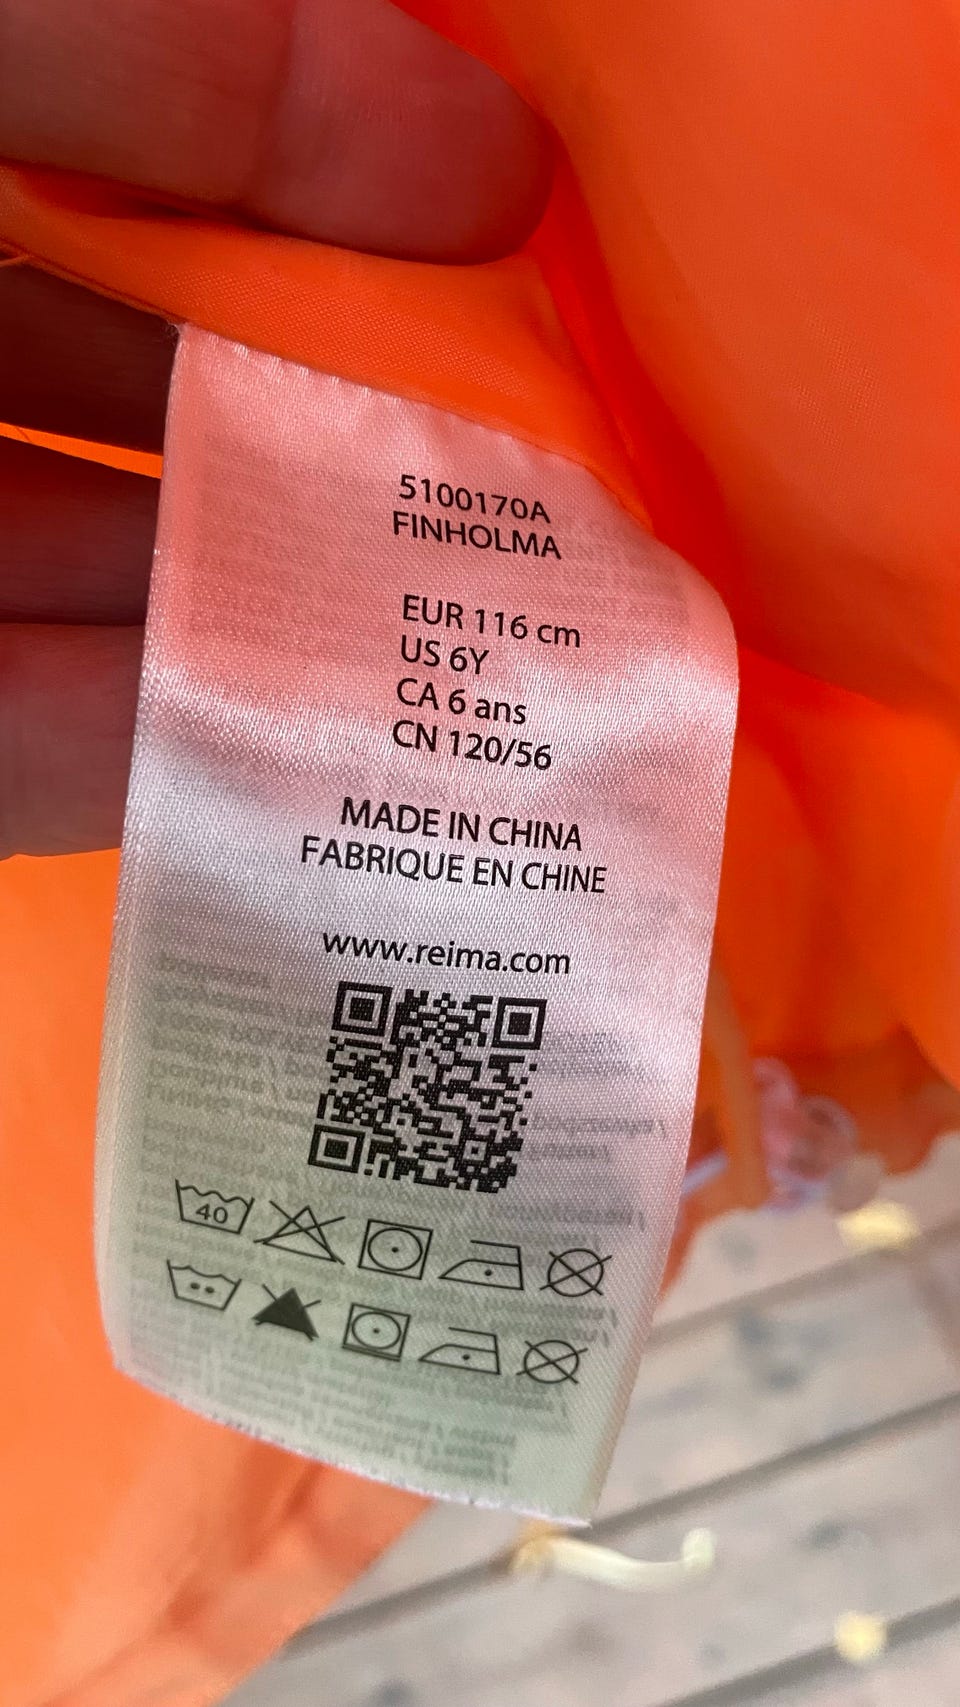 5100170A
FINHOLMA
EUR 116 cm
US 6Y
CA 6 ans
CN 120/56
MADE IN CHINA
FABRIQUE EN CHINE
www.reima.com
40